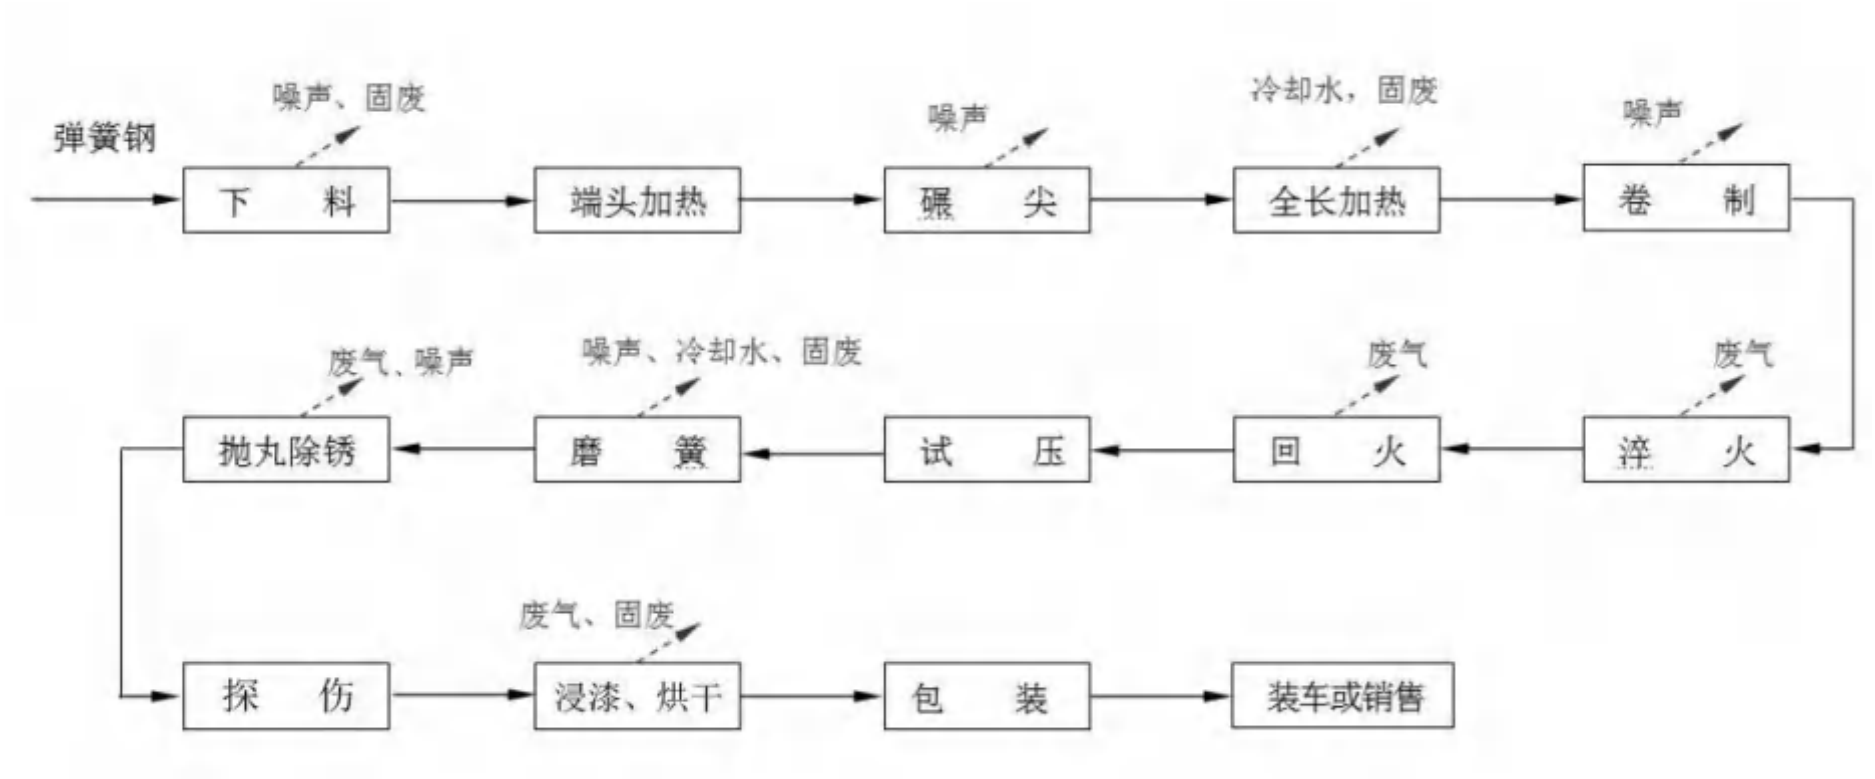 噪声、固废
噪声
冷却水，固废
噪声
弹簧钢
下 料
端头加热
碾 尖
全长加热
卷 制
废气、噪声
噪声、冷却水、固废
废气
废气
抛丸除锈
磨 簧
试 压
回 火
淬 火
废气、固废
探 伤
浸漆、烘干
包 装
装车或销售